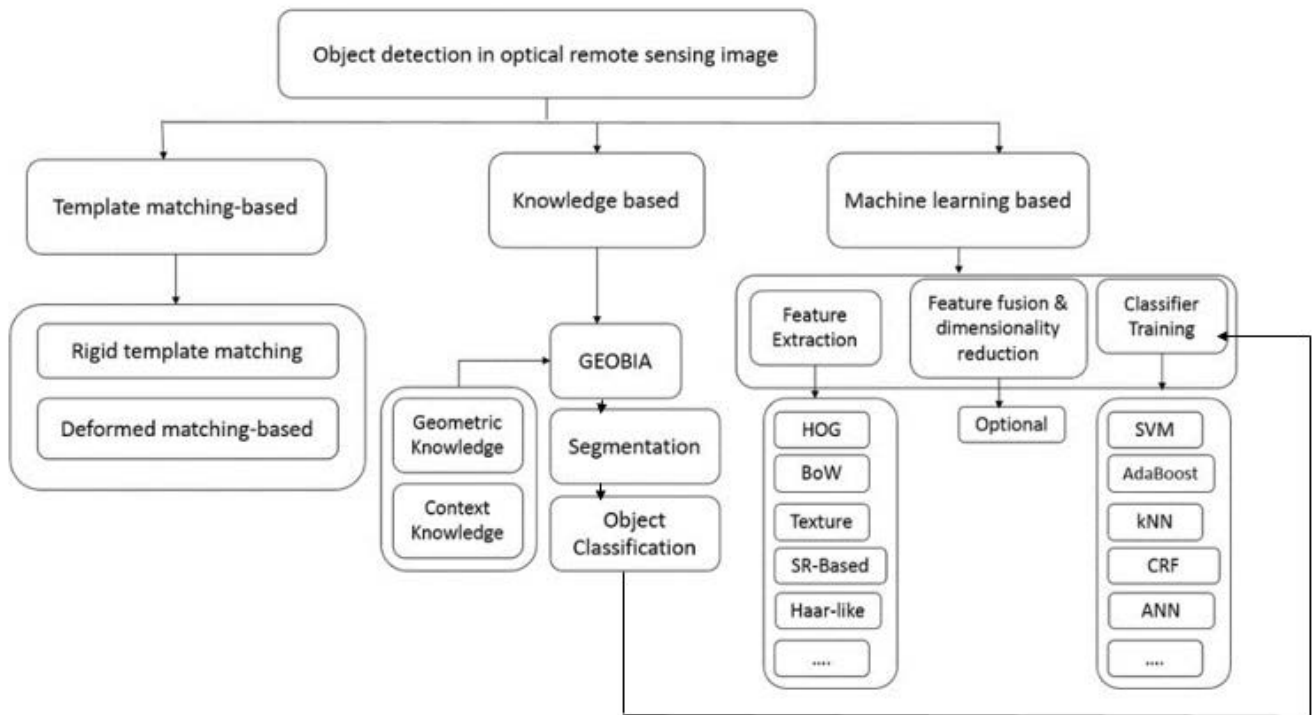 Object detection in optical remote sensing image
Template matching-based
Knowledge based
Machine learning based
Rigid template matching
Deformed matching-based
GEOBIA
Geometric
Knowledge
Context
Knowledge
Segmentation
Object
Classification
Feature
Extraction
Feature fusion &
dimensionality
reduction
Classifier
Training
HOG
BoW
Texture
SR-Based
Haar-like
....
Optional
SVM
AdaBoost
kNN
CRF
ANN
....